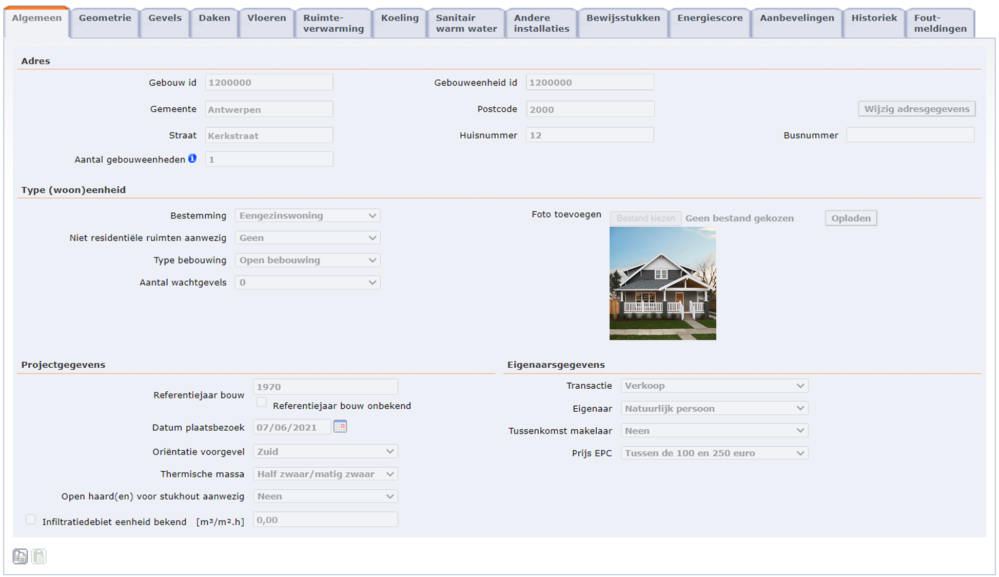 Algemeen
Geometrie
Gevels
Daken
Vloeren
Ruimte-
verwarming
Koeling
Sanitair
warm water
Andere
installaties
Bewijsstukken
Energiescore
Aanbevelingen
Historiek
Fout-
meldingen
Adres
Gebouw id 1200000 Gebouweenheid id 1200000
Gemeente Antwerpen Postcode 2000 Wijzig adresgegevens
Straat Kerkstraat Huisnummer 12 Busnummer
Aantal gebouweenheden i 1
Type (woon)eenheid
Bestemming Eengezinswoning
Niet residentiële ruimten aanwezig Geen
Type bebouwing Open bebouwing
Aantal wachtgevels 0
Foto toevoegen Bestand kiezen Geen bestand gekozen Opladen
Projectgegevens
Referentiejaar bouw 1970
Referentiejaar bouw onbekend
Datum plaatsbezoek 07/06/2021
Oriëntatie voorgevel Zuid
Thermische massa Half zwaar/matig zwaar
Open haard(en) voor stukhout aanwezig Neen
Infiltratiedebiet eenheid bekend [m³/m².h] 0,00
Eigenaarsgegevens
Transactie Verkoop
Eigenaar Natuurlijk persoon
Tussenkomst makelaar Neen
Prijs EPC Tussen de 100 en 250 euro